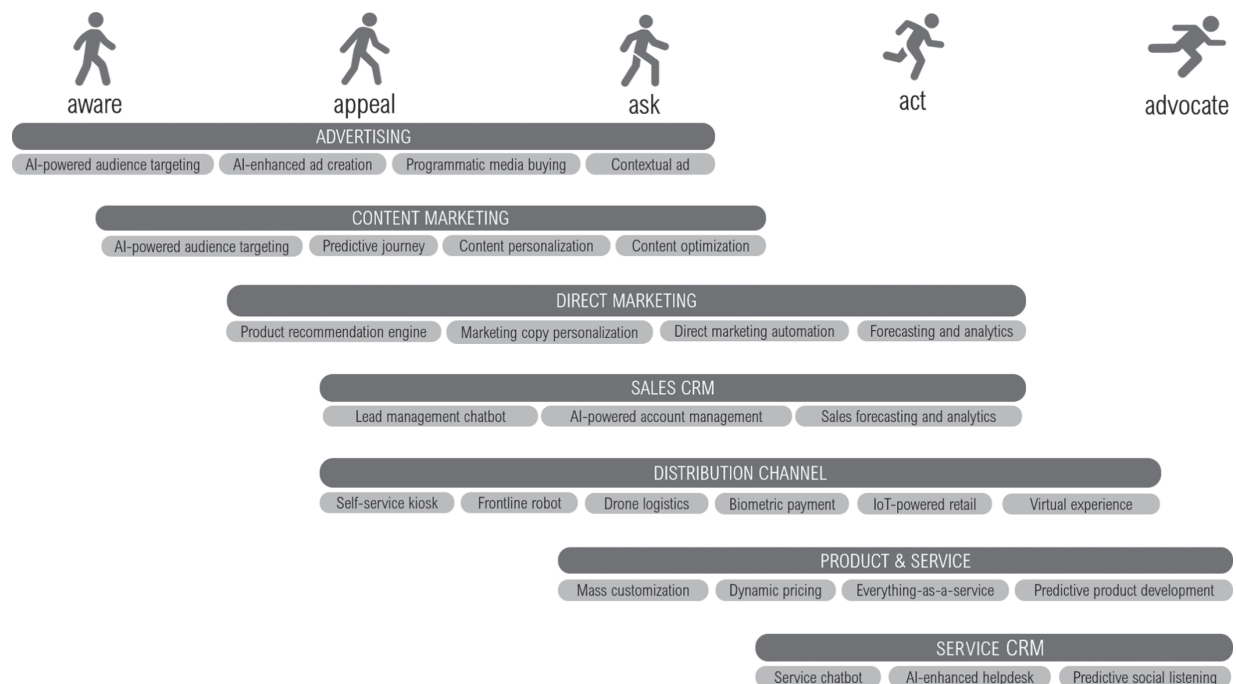 aware appeal ask act advocate
ADVERTISING
AI-powered audience targeting AI-enhanced ad creation Programmatic media buying Contextual ad
CONTENT MARKETING
AI-powered audience targeting Predictive journey Content personalization Content optimization
DIRECT MARKETING
Product recommendation engine Marketing copy personalization Direct marketing automation Forecasting and analytics
SALES CRM
Lead management chatbot AI-powered account management Sales forecasting and analytics
DISTRIBUTION CHANNEL
Self-service kiosk Frontline robot Drone logistics Biometric payment IoT-powered retail Virtual experience
PRODUCT & SERVICE
Mass customization Dynamic pricing Everything-as-a-service Predictive product development
SERVICE CRM
Service chatbot AI-enhanced helpdesk Predictive social listening